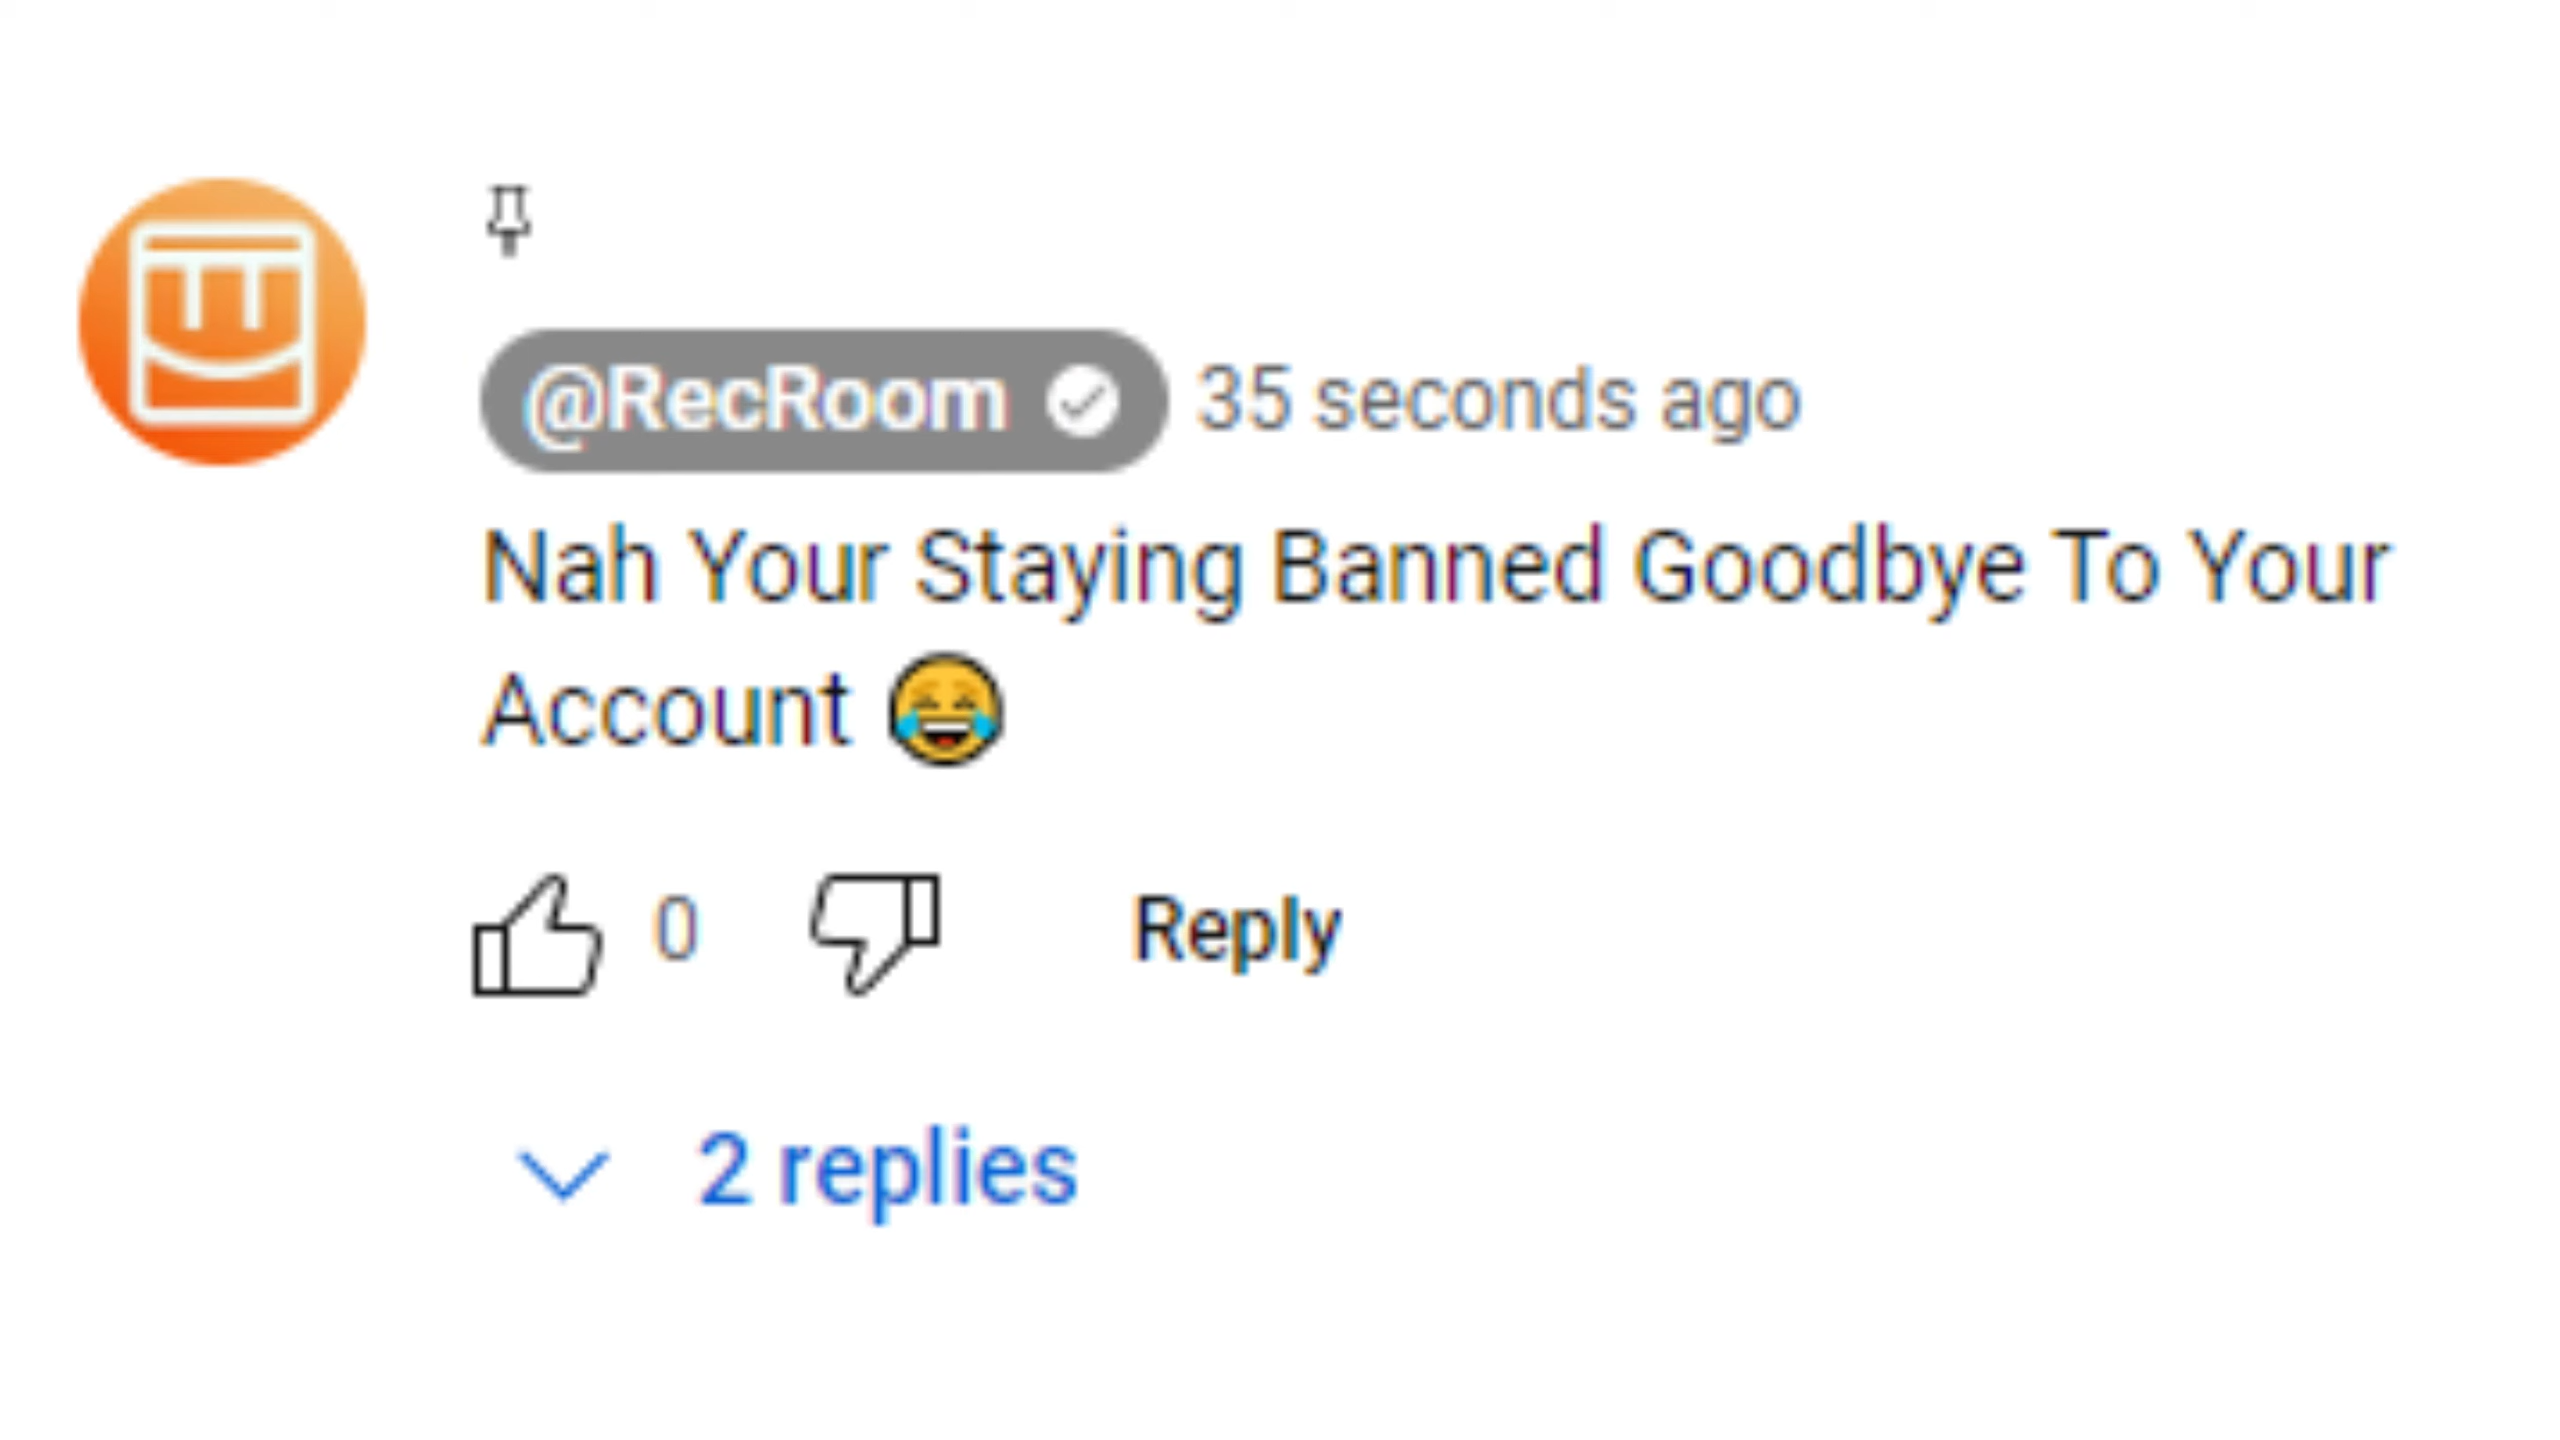 @RecRoom 35 seconds ago
Nah Your Staying Banned Goodbye To Your
Account 😂
0 Reply
2 replies